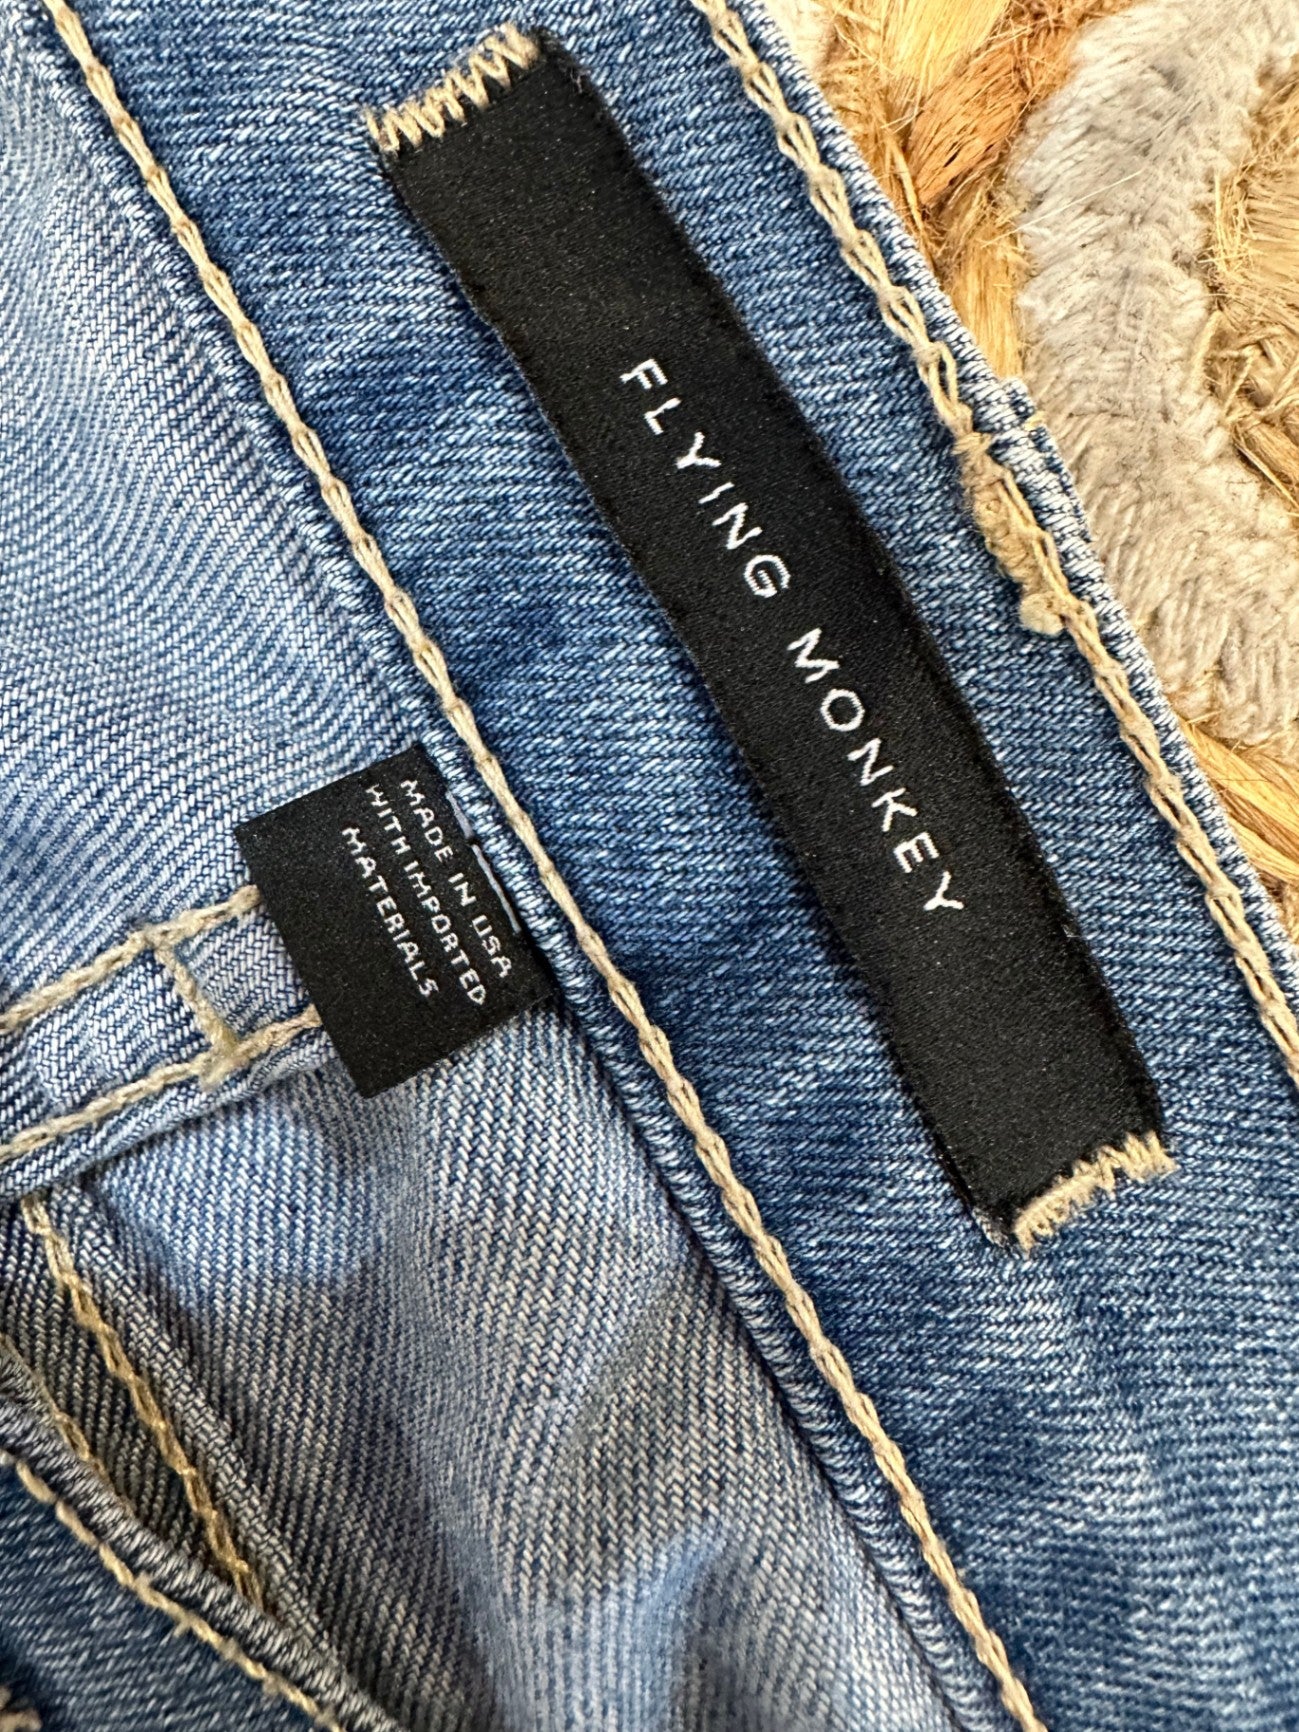 FLYING MONKEY
MADE IN USA
WITH IMPORTED
MATERIALS